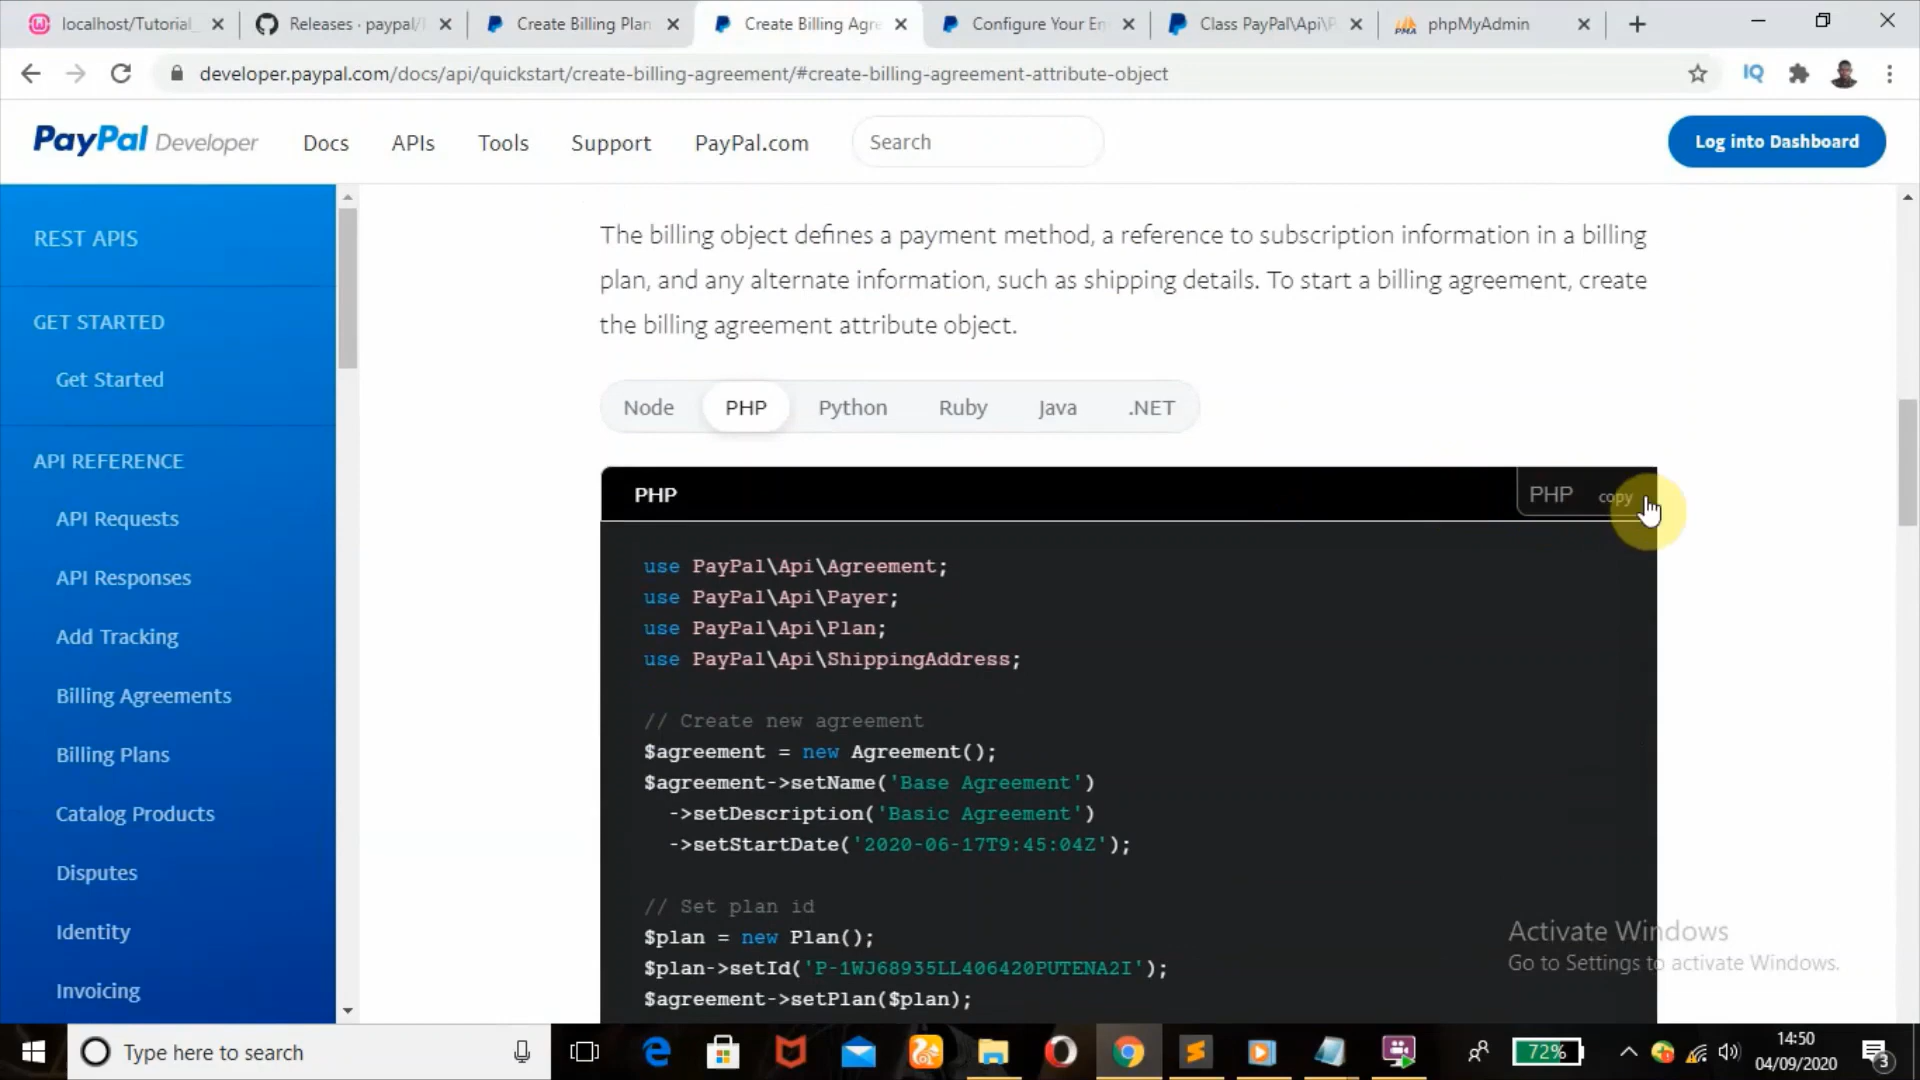 localhost/Tutorial_
Releases · paypal/
Create Billing Plan
Create Billing Agre
Configure Your En
Class PayPal\Api\P
PMA phpMyAdmin
developer.paypal.com/docs/api/quickstart/create-billing-agreement/#create-billing-agreement-attribute-object
IQ
PayPal Developer
Docs
APIs
Tools
Support
PayPal.com
Search
Log into Dashboard
REST APIS
GET STARTED
Get Started
API REFERENCE
API Requests
API Responses
Add Tracking
Billing Agreements
Billing Plans
Catalog Products
Disputes
Identity
Invoicing
The billing object defines a payment method, a reference to subscription information in a billing
plan, and any alternate information, such as shipping details. To start a billing agreement, create
the billing agreement attribute object.
Node PHP Python Ruby Java .NET
PHP
PHP copy
use PayPal\Api\Agreement;
use PayPal\Api\Payer;
use PayPal\Api\Plan;
use PayPal\Api\ShippingAddress;
// Create new agreement
$agreement = new Agreement();
$agreement->setName('Base Agreement')
->setDescription('Basic Agreement')
->setStartDate('2020-06-17T9:45:04Z');
// Set plan id
$plan = new Plan();
$plan->setId('P-1WJ68935LL406420PUTENA2I');
$agreement->setPlan($plan);
Activate Windows
Go to Settings to activate Windows.
Type here to search
72%
14:50
04/09/2020
3